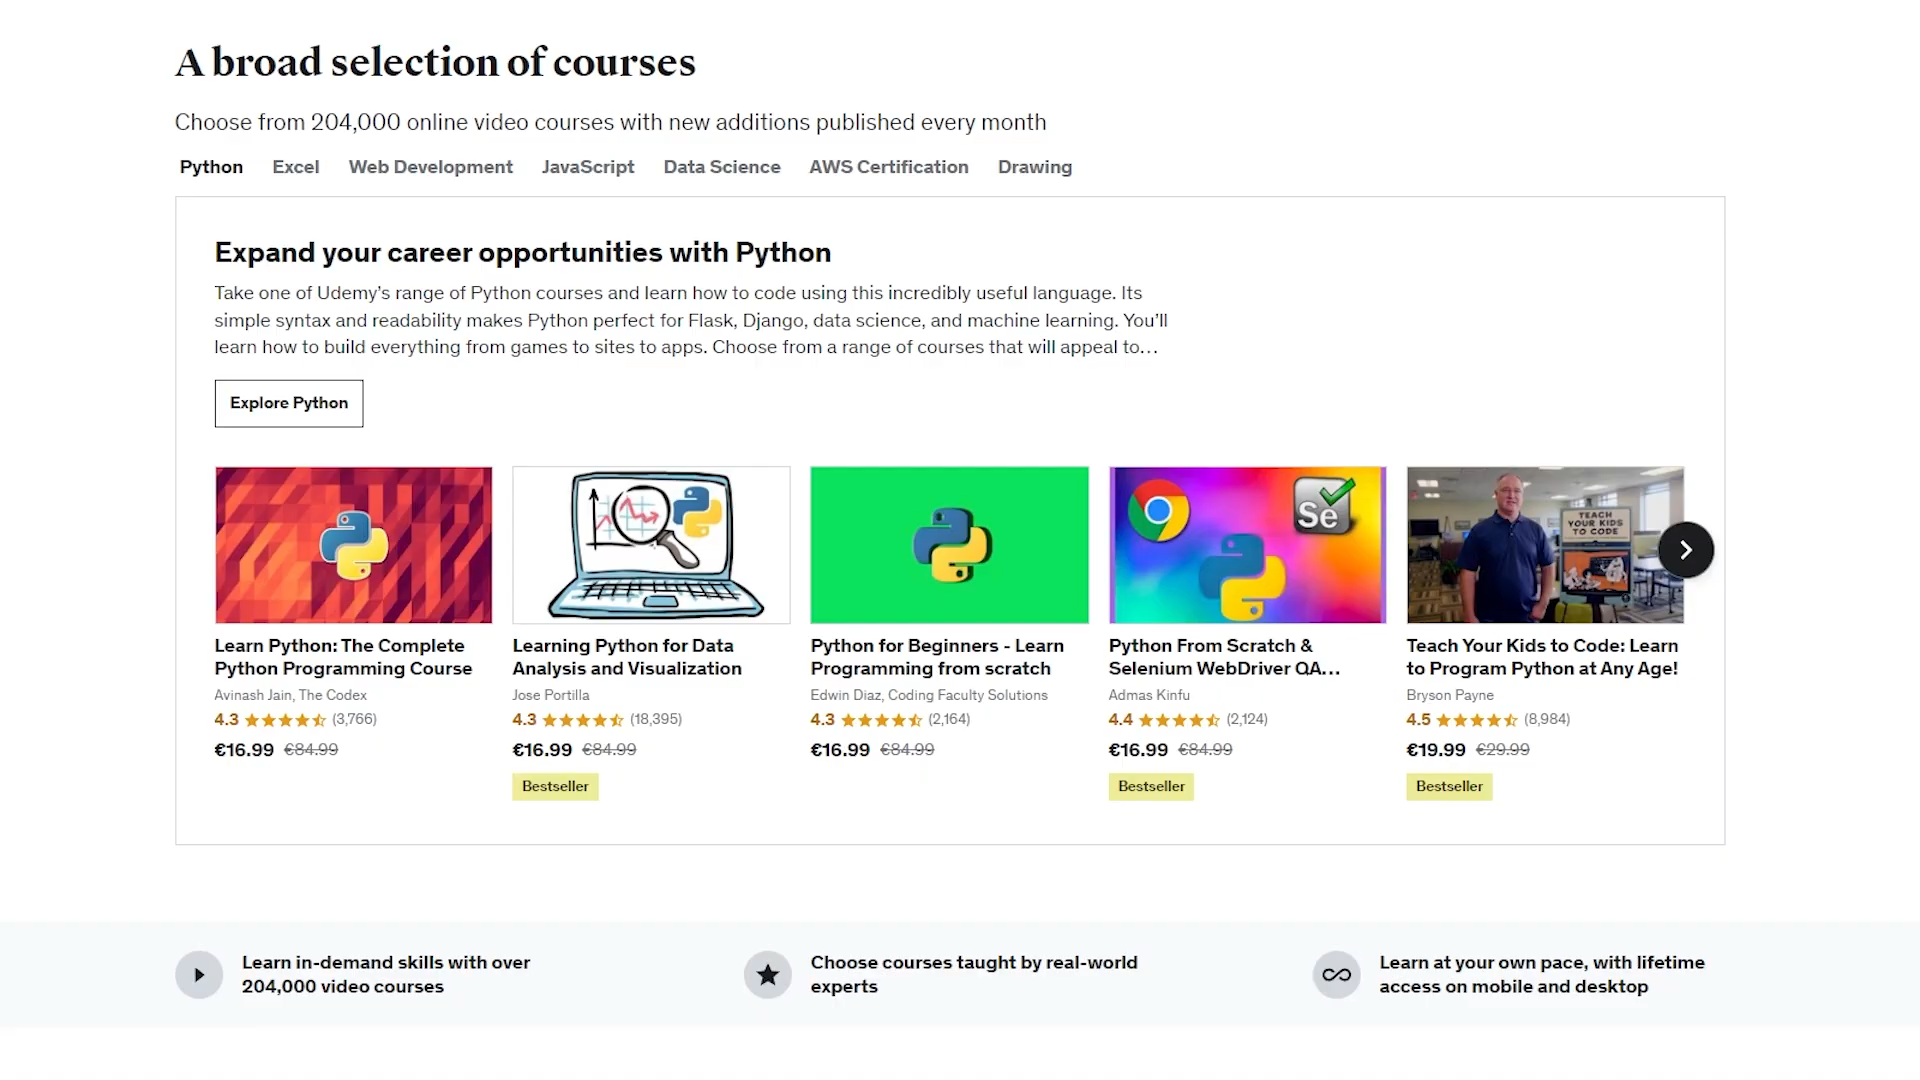 A broad selection of courses
Choose from 204,000 online video courses with new additions published every month
Python Excel Web Development JavaScript Data Science AWS Certification Drawing
Expand your career opportunities with Python
Take one of Udemy’s range of Python courses and learn how to code using this incredibly useful language. Its
simple syntax and readability makes Python perfect for Flask, Django, data science, and machine learning. You’ll
learn how to build everything from games to sites to apps. Choose from a range of courses that will appeal to…
Explore Python
Se
TEACH
YOUR KIDS
TO CODE
Learn Python: The Complete
Python Programming Course
Avinash Jain, The Codex
4.3 (3,766)
€16.99 €84.99
Learning Python for Data
Analysis and Visualization
Jose Portilla
4.3 (18,395)
€16.99 €84.99
Bestseller
Python for Beginners - Learn
Programming from scratch
Edwin Diaz, Coding Faculty Solutions
4.3 (2,164)
€16.99 €84.99
Python From Scratch &
Selenium WebDriver QA…
Admas Kinfu
4.4 (2,124)
€16.99 €84.99
Bestseller
Teach Your Kids to Code: Learn
to Program Python at Any Age!
Bryson Payne
4.5 (8,984)
€19.99 €29.99
Bestseller
Learn in-demand skills with over
204,000 video courses
Choose courses taught by real-world
experts
Learn at your own pace, with lifetime
access on mobile and desktop